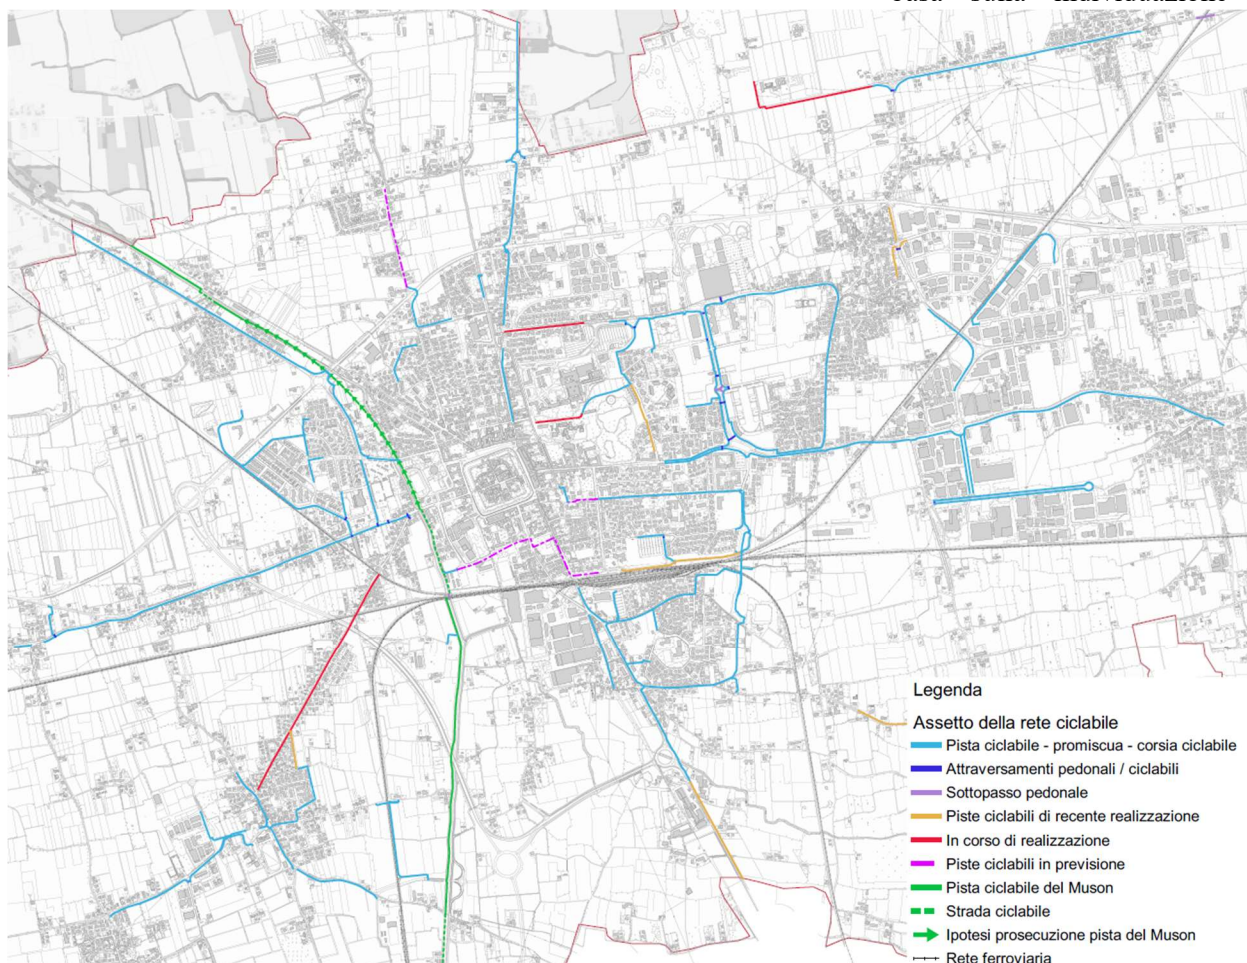 Legenda
Assetto della rete ciclabile
Pista ciclabile - promiscua - corsia ciclabile
Attraversamenti pedonali / ciclabili
Sottopasso pedonale
Piste ciclabili di recente realizzazione
In corso di realizzazione
Piste ciclabili in previsione
Pista ciclabile del Muson
Strada ciclabile
Ipotesi prosecuzione pista del Muson
Rete ferroviaria